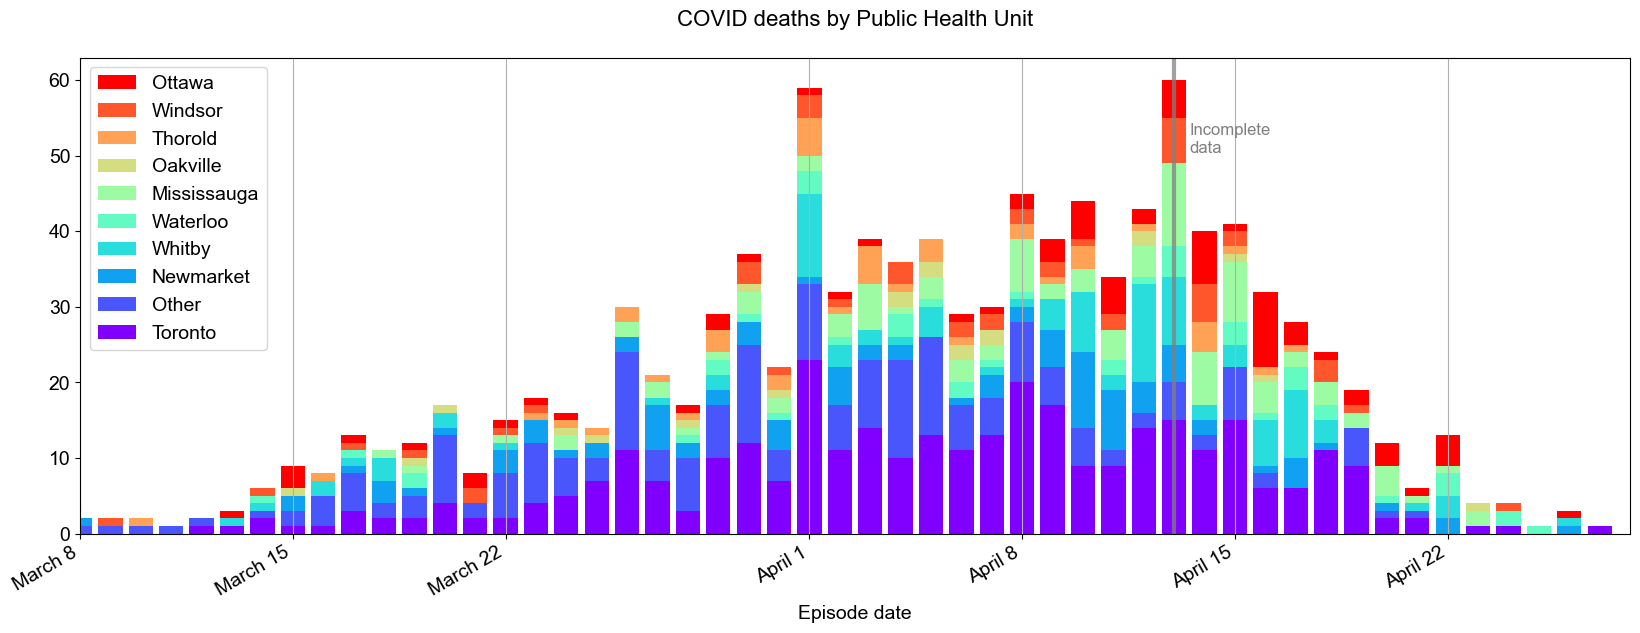 COVID deaths by Public Health Unit
60
50
40
30
20
10
0
Ottawa
Windsor
Thorold
Oakville
Mississauga
Waterloo
Whitby
Newmarket
Other
Toronto
Incomplete
data
March 8
March 15
March 22
April 1
April 8
April 15
April 22
Episode date